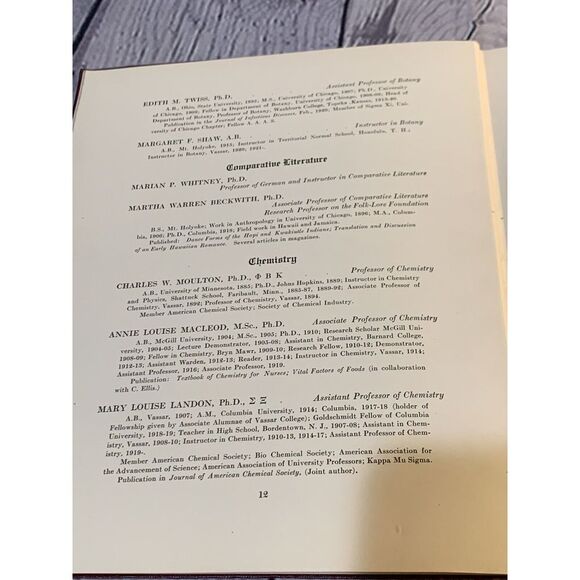 EDITH M. TWISS, Ph.D. Assistant Professor of Botany
A.B., Ohio State University, 1895; M.S., University of Chicago, 1907; Ph.D., University
of Chicago, 1909; Fellow in Department of Botany, University of Chicago, 1908-09; Head of
Department of Botany, Professor of Botany, Washburn College, Topeka, Kansas,
Publication in the Journal of Infectious Diseases, Feb., 1920; Member of Sigma Xi, Uni-
versity of Chicago Chapter; Fellow A. A. A. S.
MARGARET F. SHAW, A.B. Instructor in Botany
A.B., Mt. Holyoke, 1915; Instructor in Territorial Normal School, Honolulu, T. H.;
Instructor in Botany, Vassar, 1920, 1921-.
Comparative Literature
MARIAN P. WHITNEY, Ph.D.
Professor of German and Instructor in Comparative Literature
MARTHA WARREN BECKWITH, Ph.D.
Associate Professor of Comparative Literature
Research Professor on the Folk-Lore Foundation
B.S., Mt. Holyoke; Work in Anthropology in University of Chicago, 1896; M.A., Colum-
bia, 1906; Ph.D., Columbia, 1918; Field work in Hawaii and Jamaica.
Published: Dance Forms of the Hopi and Kwakiutle Indians; Translation and Discussion
of an Early Hawaiian Romance. Several articles in magazines.
Chemistry
CHARLES W. MOULTON, Ph.D., Φ B K Professor of Chemistry
A.B., University of Minnesota, 1885; Ph.D., Johns Hopkins, 1889; Instructor in Chemistry
and Physics, Shattuck School, Faribault, Minn., 1885-87, 1889-92; Associate Professor of
Chemistry, Vassar, 1892; Professor of Chemistry, Vassar, 1894.
Member American Chemical Society; Society of Chemical Industry.
ANNIE LOUISE MACLEOD, M.Sc., Ph.D. Associate Professor of Chemistry
A.B., McGill University, 1904; M.Sc., 1905; Ph.D., 1910; Research Scholar McGill Uni-
versity, 1904-05; Lecture Demonstrator, 1905-08; Assistant in Chemistry, Barnard College,
1908-09; Fellow in Chemistry, Bryn Mawr, 1909-10; Research Fellow, 1910-12; Demonstrator,
1912-13; Assistant Warden, 1912-13; Reader, 1913-14; Instructor in Chemistry, Vassar, 1914;
Assistant Professor, 1916; Associate Professor, 1919.
Publication: Textbook of Chemistry for Nurses; Vital Factors of Foods (in collaboration
with C. Ellis.)
MARY LOUISE LANDON, Ph.D., Σ Ξ Assistant Professor of Chemistry
A.B., Vassar, 1907; A.M., Columbia University, 1914; Columbia, 1917-18 (holder of
Fellowship given by Associate Alumnae of Vassar College); Goldschmidt Fellow of Columbia
University, 1918-19; Teacher in High School, Bordentown, N. J., 1907-08; Assistant in Chem-
istry, Vassar, 1908-10; Instructor in Chemistry, 1910-13, 1914-17; Assistant Professor of Chem-
istry, 1919-.
Member American Chemical Society; Bio Chemical Society; American Association for
the Advancement of Science; American Association of University Professors; Kappa Mu Sigma.
Publication in Journal of American Chemical Society, (Joint author).
12